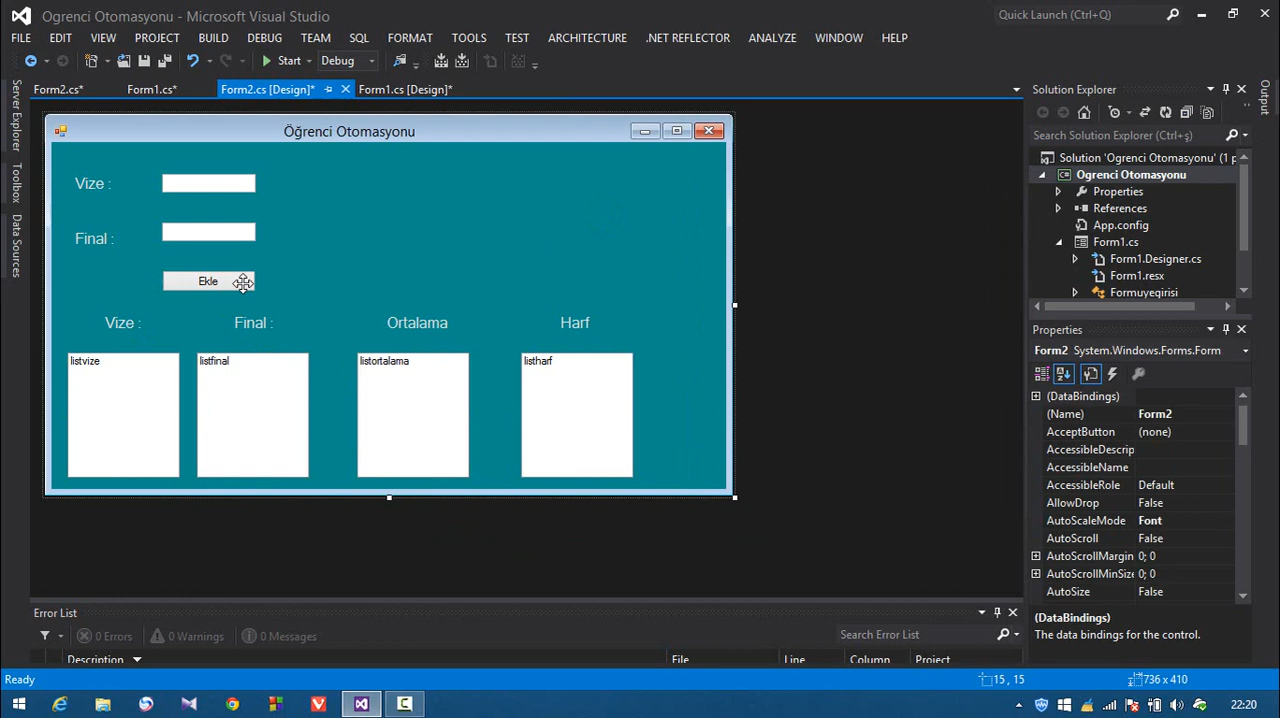 Ogrenci Otomasyonu - Microsoft Visual Studio
Quick Launch (Ctrl+Q)
FILE EDIT VIEW PROJECT BUILD DEBUG TEAM SQL FORMAT TOOLS TEST ARCHITECTURE .NET REFLECTOR ANALYZE WINDOW HELP
Start Debug
Form2.cs* Form1.cs* Form2.cs [Design]* Form1.cs [Design]*
Server Explorer
Toolbox
Data Sources
Öğrenci Otomasyonu
Vize :
Final :
Ekle
Vize : Final : Ortalama Harf
listvize listfinal listortalama listharf
Solution Explorer
Search Solution Explorer (Ctrl+ş)
Solution 'Ogrenci Otomasyonu' (1 p
Ogrenci Otomasyonu
Properties
References
App.config
Form1.cs
Form1.Designer.cs
Form1.resx
Formuyegirisi
Output
Properties
Form2 System.Windows.Forms.Form
(DataBindings)
(Name) Form2
AcceptButton (none)
AccessibleDescrip
AccessibleName
AccessibleRole Default
AllowDrop False
AutoScaleMode Font
AutoScroll False
AutoScrollMargin 0; 0
AutoScrollMinSize 0; 0
AutoSize False
(DataBindings)
The data bindings for the control.
Error List
0 Errors 0 Warnings 0 Messages
Search Error List
Description File Line Column Project
Ready 15 , 15 736 x 410
22:20